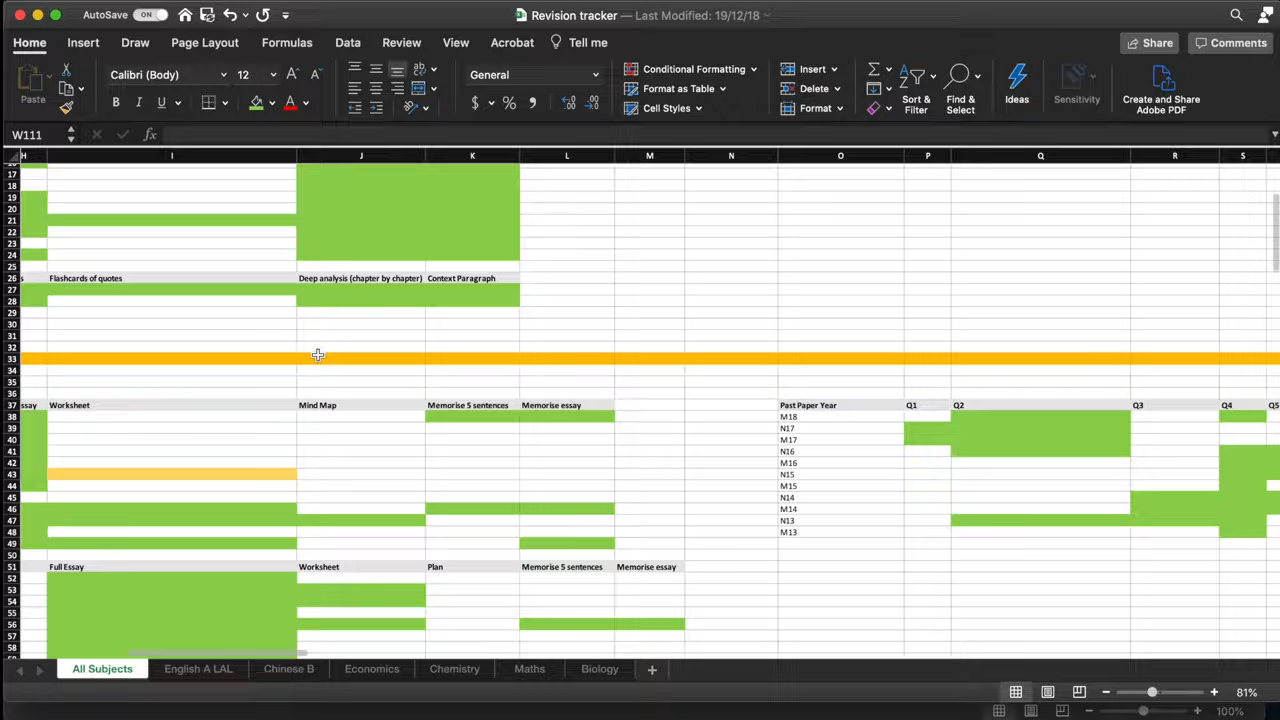 AutoSave ON Revision tracker — Last Modified: 19/12/18
Home Insert Draw Page Layout Formulas Data Review View Acrobat Tell me Share Comments
Paste Calibri (Body) 12 General Conditional Formatting Format as Table Cell Styles Insert Delete Format Sort & Filter Find & Select Ideas Sensitivity Create and Share Adobe PDF
W111 fx
H I J K L M N O P Q R S
17
18
19
20
21
22
23
24
25
26 s Flashcards of quotes Deep analysis (chapter by chapter) Context Paragraph
27
28
29
30
31
32
33
34
35
36
37 ssay Worksheet Mind Map Memorise 5 sentences Memorise essay Past Paper Year Q1 Q2 Q3 Q4 Q5
38 M18
39 N17
40 M17
41 N16
42 M16
43 N15
44 M15
45 N14
46 M14
47 N13
48 M13
49
50
51 Full Essay Worksheet Plan Memorise 5 sentences Memorise essay
52
53
54
55
56
57
58
All Subjects English A LAL Chinese B Economics Chemistry Maths Biology
81%
100%